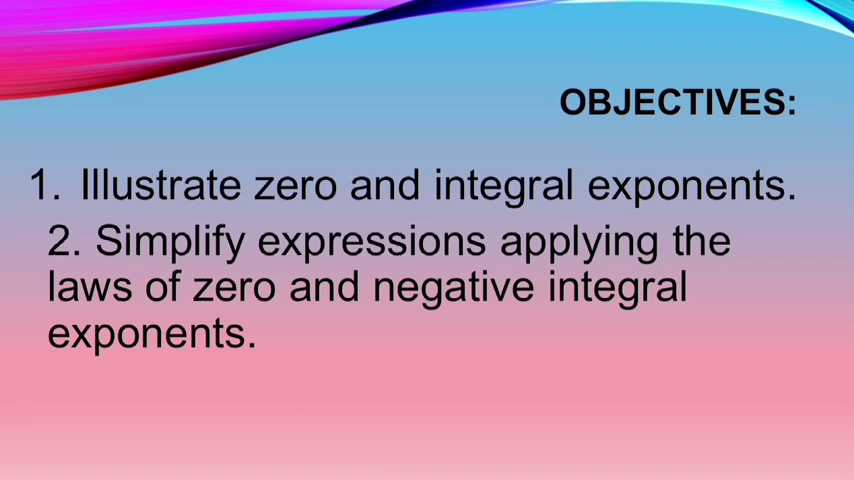 OBJECTIVES:
1. Illustrate zero and integral exponents.
2. Simplify expressions applying the
laws of zero and negative integral
exponents.